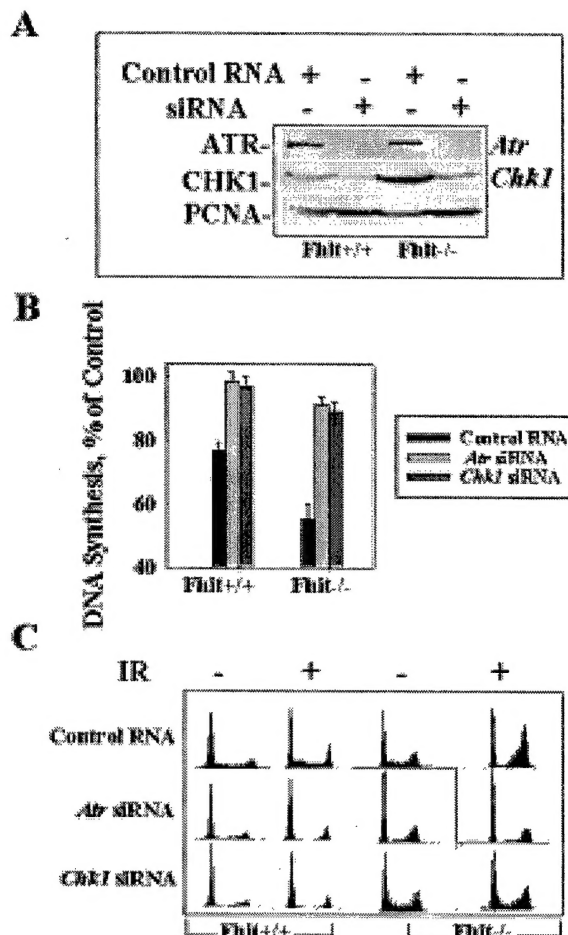 A
Control RNA + - + -
siRNA - + - +
ATR- Atr
CHK1- Chk1
PCNA-
Fhit+/+ Fhit-/-
B
DNA Synthesis, % of Control
100
80
60
40
Fhit+/+ Fhit-/-
Control RNA
Atr siRNA
Chk1 siRNA
C
IR - + - +
Control RNA
Atr siRNA
Chk1 siRNA
Fhit+/+ Fhit-/-